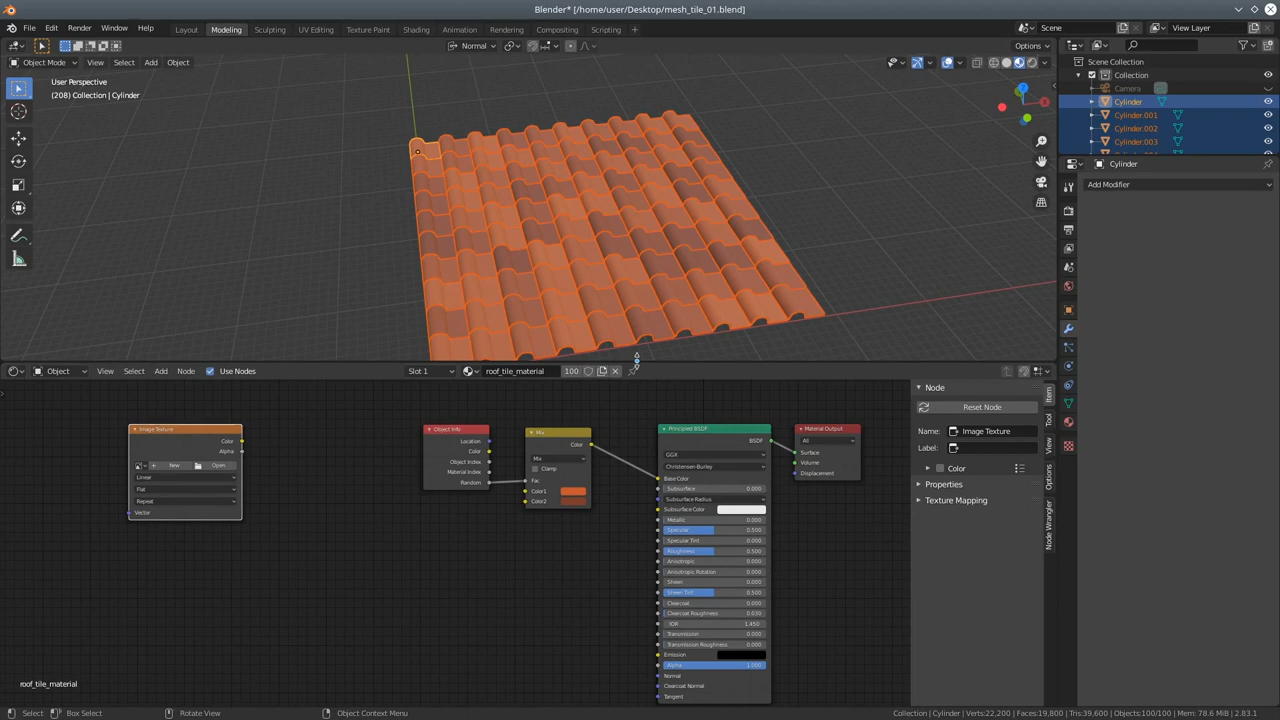 Blender* [/home/user/Desktop/mesh_tile_01.blend]
File Edit Render Window Help Layout Modeling Sculpting UV Editing Texture Paint Shading Animation Rendering Compositing Scripting + Scene View Layer
Normal Options
Object Mode View Select Add Object
User Perspective
(208) Collection | Cylinder
Scene Collection
Collection
Camera
Cylinder
Cylinder.001
Cylinder.002
Cylinder.003
Cylinder
Add Modifier
Object View Select Add Node Use Nodes Slot 1 roof_tile_material 100
Image Texture
Color
Alpha
New Open
Linear
Flat
Repeat
Vector
Object Info
Location
Color
Object Index
Material Index
Random
Mix
Color
Mix
Clamp
Fac
Color1
Color2
Principled BSDF
BSDF
GGX
Christensen-Burley
Base Color
Subsurface 0.000
Subsurface Radius
Subsurface Color
Metallic 0.000
Specular 0.500
Specular Tint 0.000
Roughness 0.500
Anisotropic 0.000
Anisotropic Rotation 0.000
Sheen 0.000
Sheen Tint 0.500
Clearcoat 0.000
Clearcoat Roughness 0.030
IOR 1.450
Transmission 0.000
Transmission Roughness 0.000
Emission
Alpha 1.000
Normal
Clearcoat Normal
Tangent
Material Output
All
Surface
Volume
Displacement
Node
Reset Node
Name: Image Texture
Label:
Color
Properties
Texture Mapping
Item
Tool
View
Options
Node Wrangler
roof_tile_material
Select Box Select Rotate View Object Context Menu Collection | Cylinder | Verts:22,200 | Faces:19,800 | Tris:39,600 | Objects:100/100 | Mem: 78.6 MiB | 2.83.1